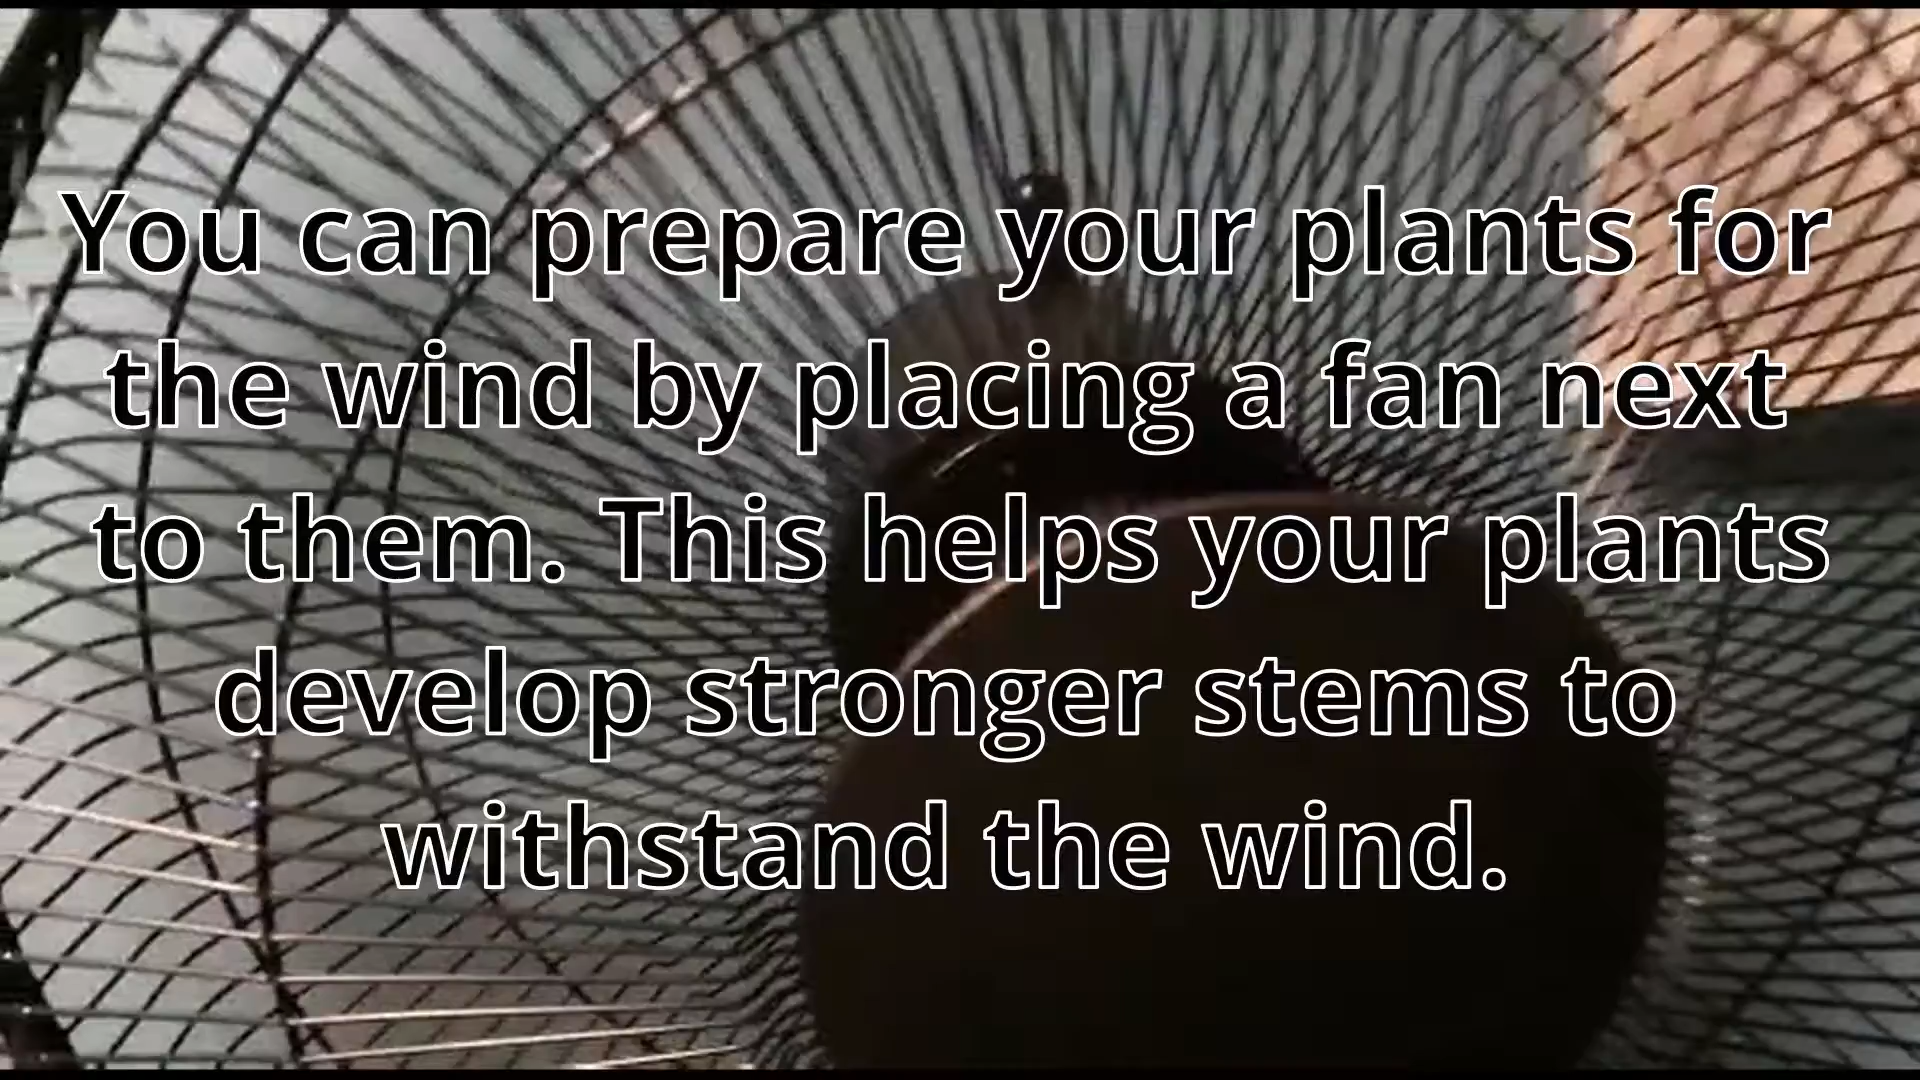 You can prepare your plants for
the wind by placing a fan next
to them. This helps your plants
develop stronger stems to
withstand the wind.